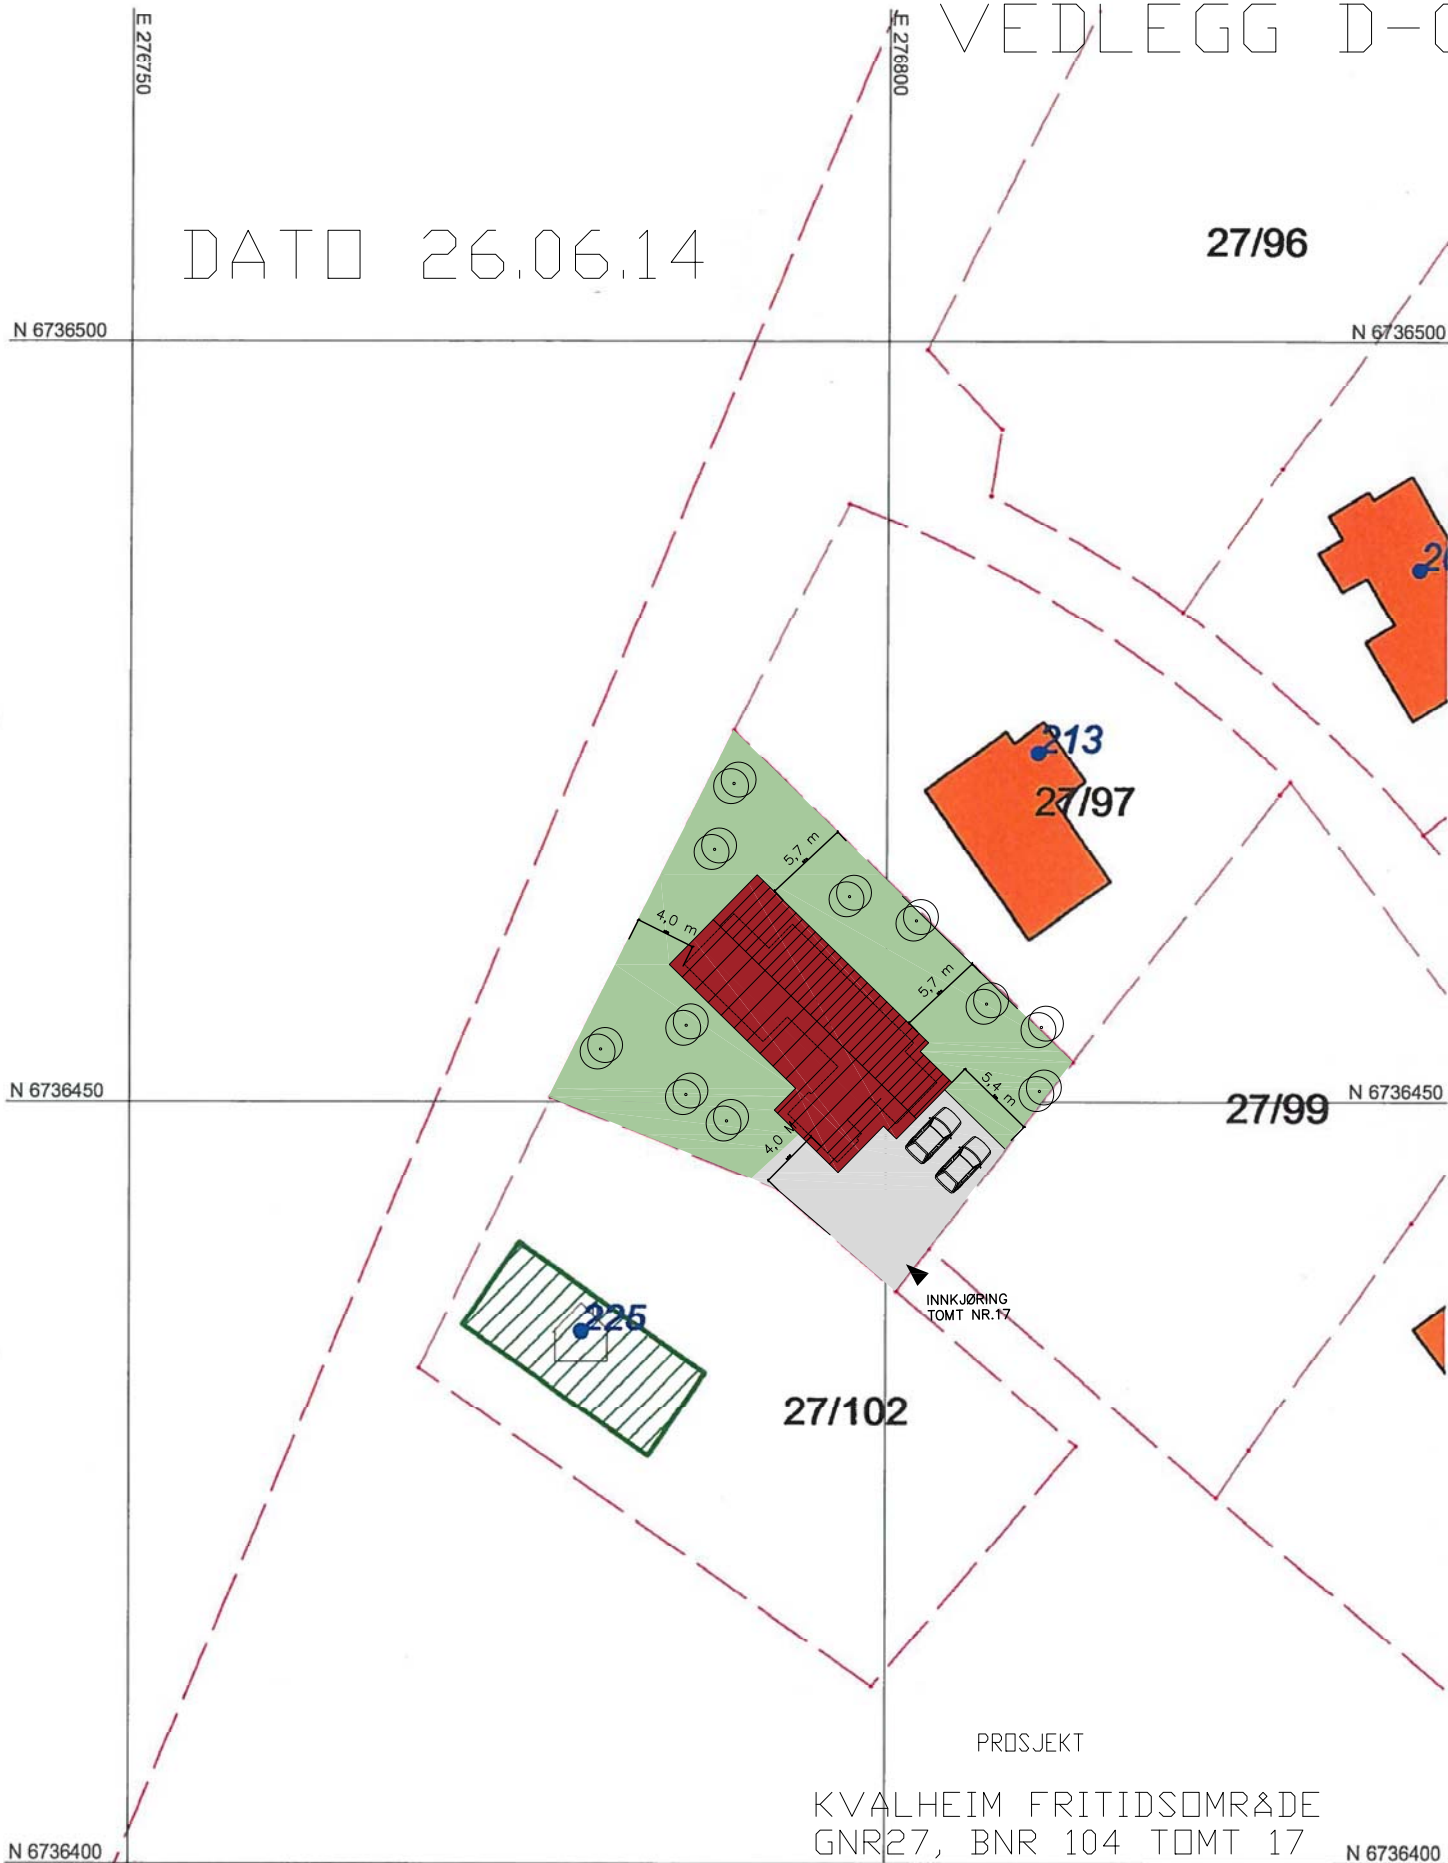 VEDLEGG D-
E 276750
E 276800
DATO 26.06.14
27/96
N 6736500
N 6736500
213
27/97
5,7 m
4,0 m
5,7 m
5,4 m
4,0 M
N 6736450
N 6736450
27/99
INNKJØRING
TOMT NR.17
225
27/102
PROSJEKT
KVALHEIM FRITIDSOMRÅDE
GNR27, BNR 104 TOMT 17
N 6736400
N 6736400